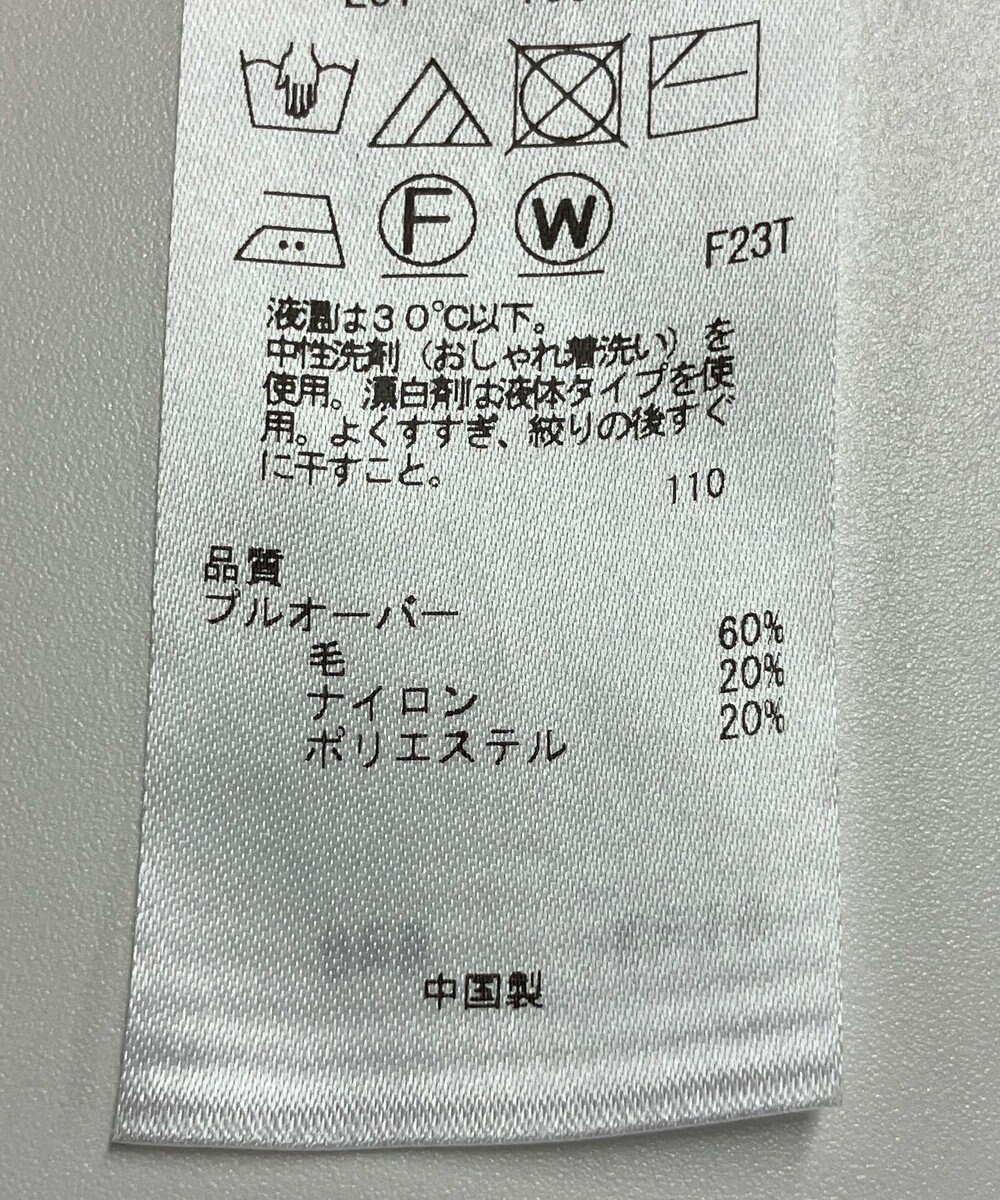 F
W
F23T
液温は30℃以下。
中性洗剤（おしゃれ着洗い）を
使用。漂白剤は液体タイプを使
用。よくすすぎ、絞りの後すぐ
に干すこと。
110
品質
プルオーバー
毛 60%
ナイロン 20%
ポリエステル 20%
中国製